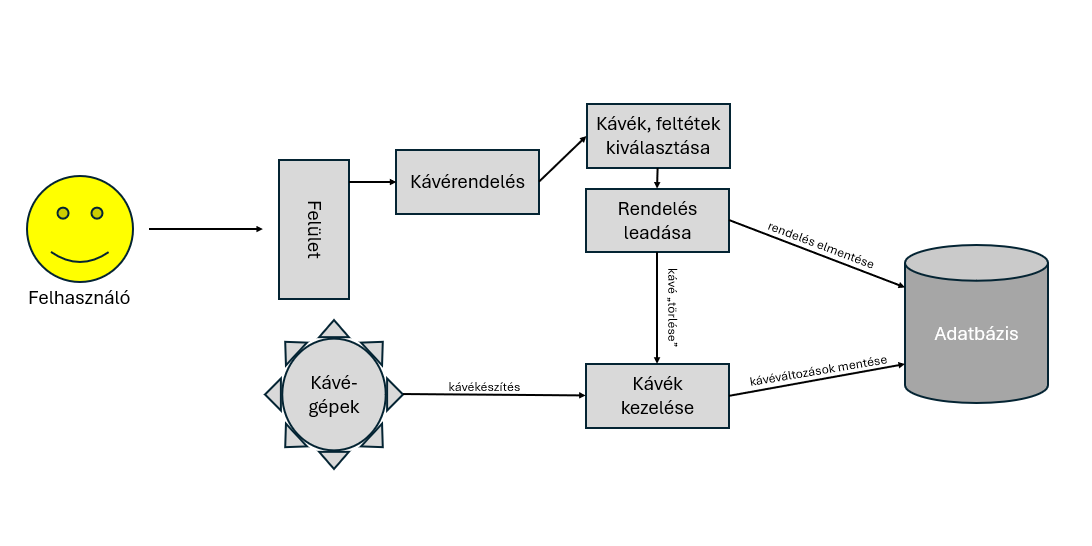 Felhasználó
Felület
Kávérendelés
Kávék, feltétek
kiválasztása
Rendelés
leadása
rendelés elmentése
kávé „törlése”
Kávé-
gépek
kávékészítés
Kávék
kezelése
kávéváltozások mentése
Adatbázis